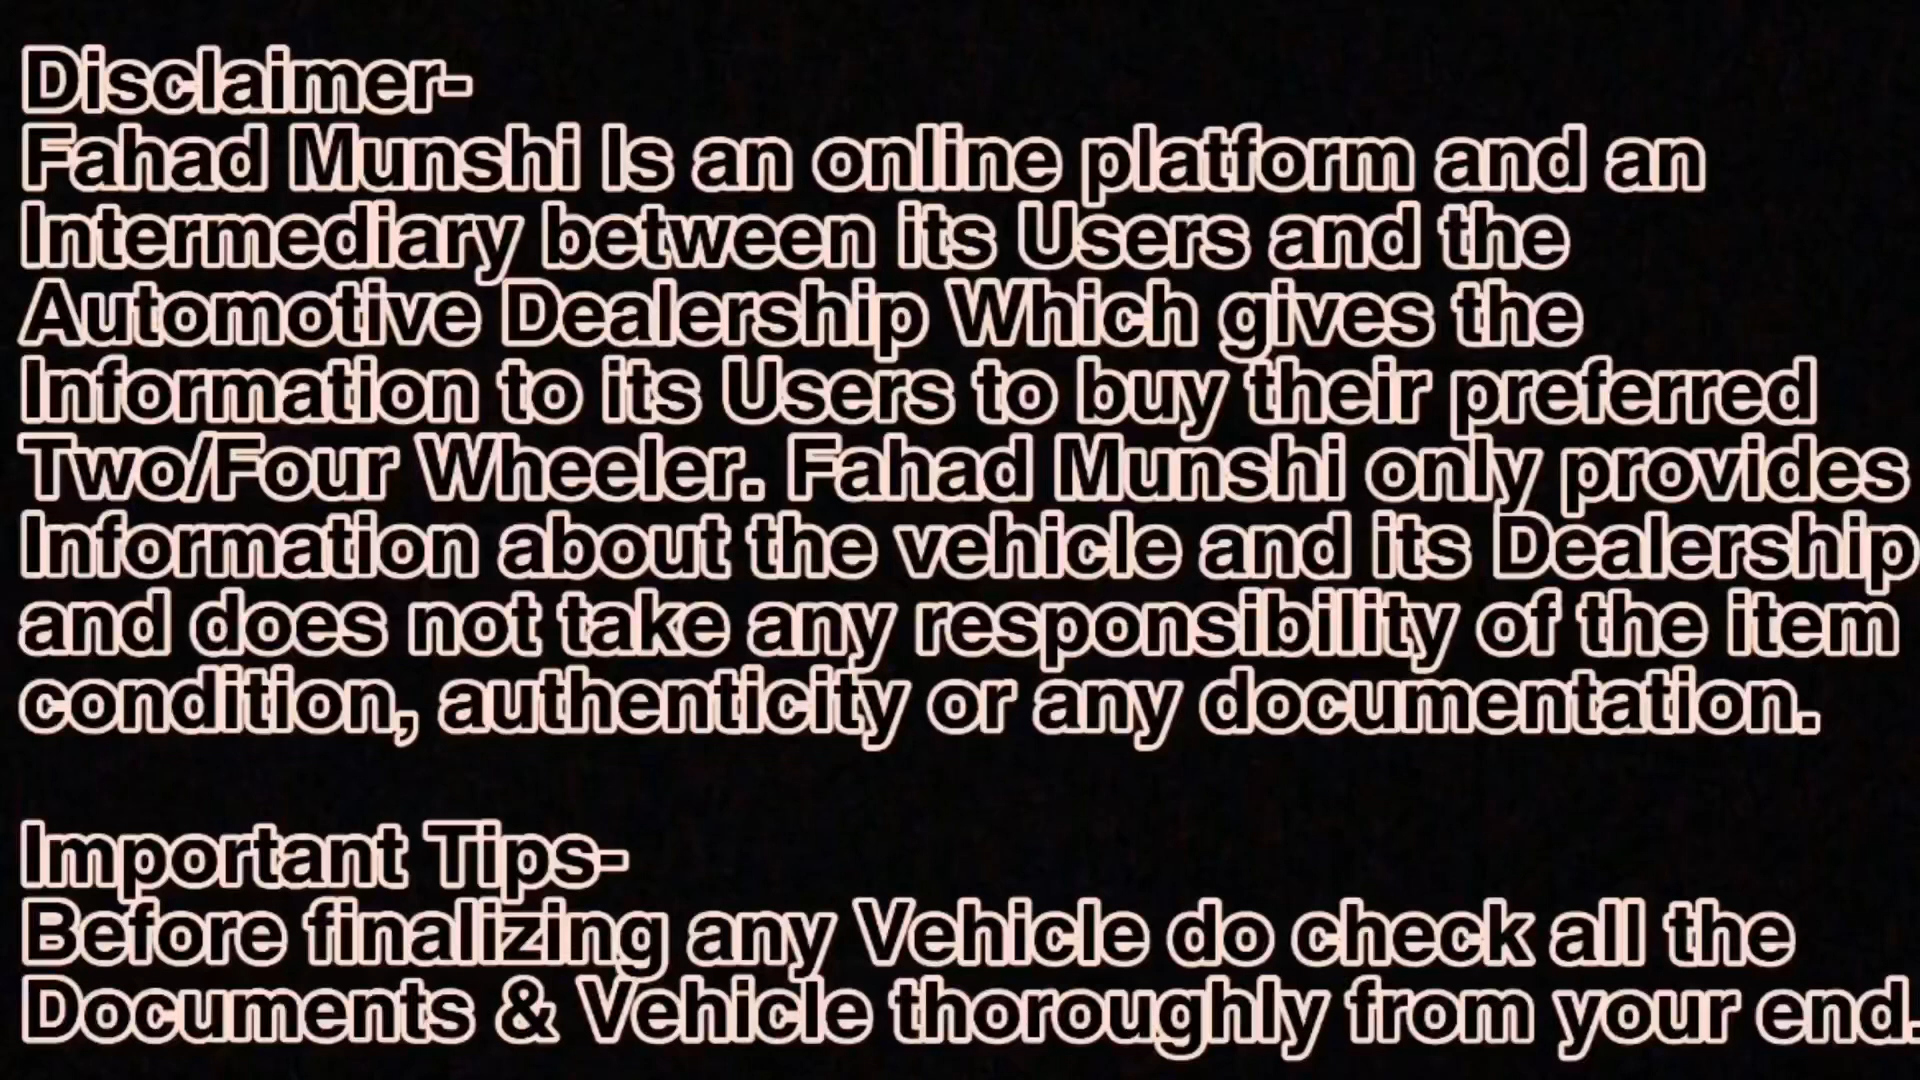 Disclaimer-
Fahad Munshi Is an online platform and an
Intermediary between its Users and the
Automotive Dealership Which gives the
Information to its Users to buy their preferred
Two/Four Wheeler. Fahad Munshi only provides
Information about the vehicle and its Dealership
and does not take any responsibility of the item
condition, authenticity or any documentation.
Important Tips-
Before finalizing any Vehicle do check all the
Documents & Vehicle thoroughly from your end.